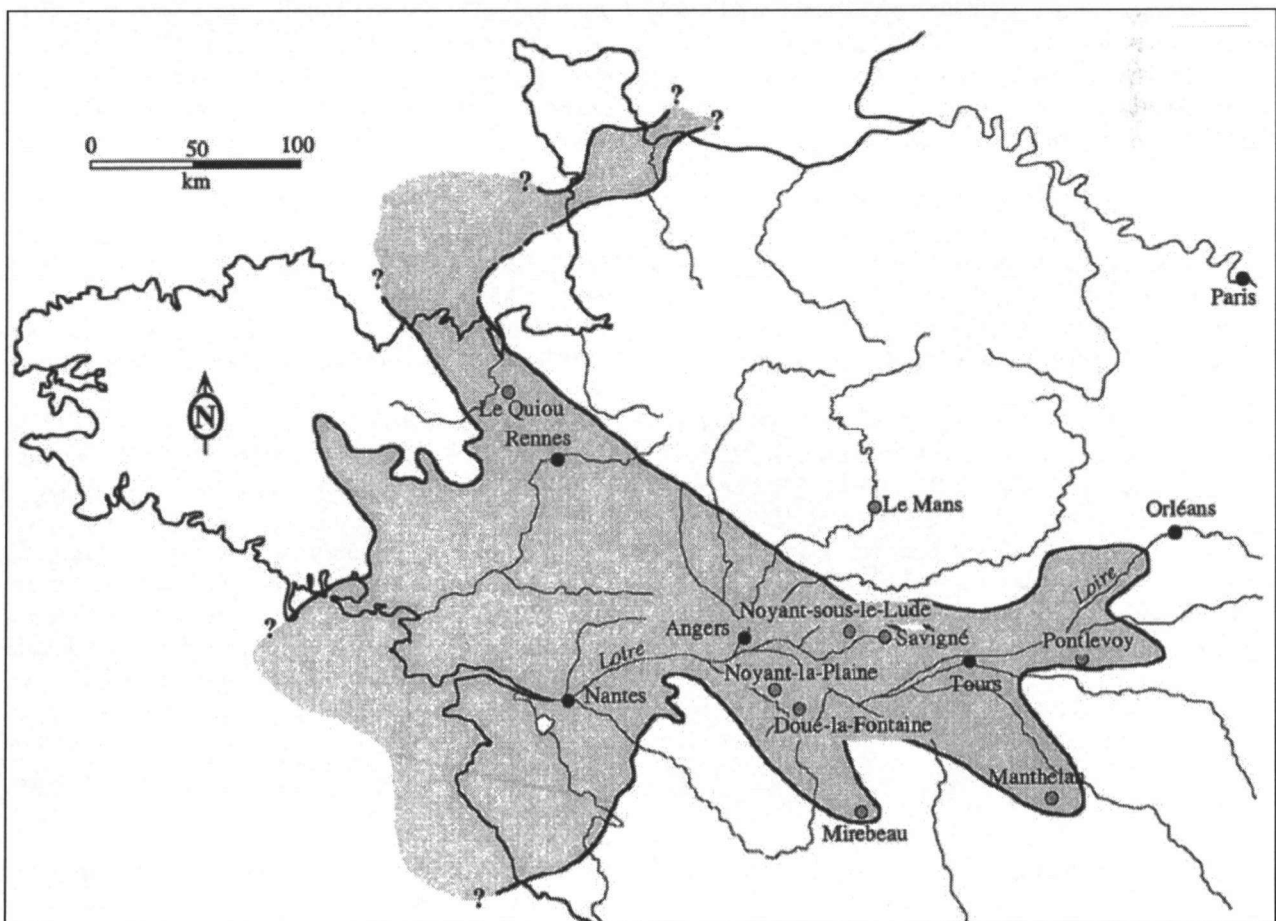 ?
?
0 50 100
km
?
?
Paris
N
Le Quiou
Rennes
Le Mans
Orléans
Loire
Noyant-sous-le-Lude
Angers
Savigné
Pontlevoy
?
Loire
Noyant-la-Plaine
Tours
Nantes
Doué-la-Fontaine
Manthelan
Mirebeau
?